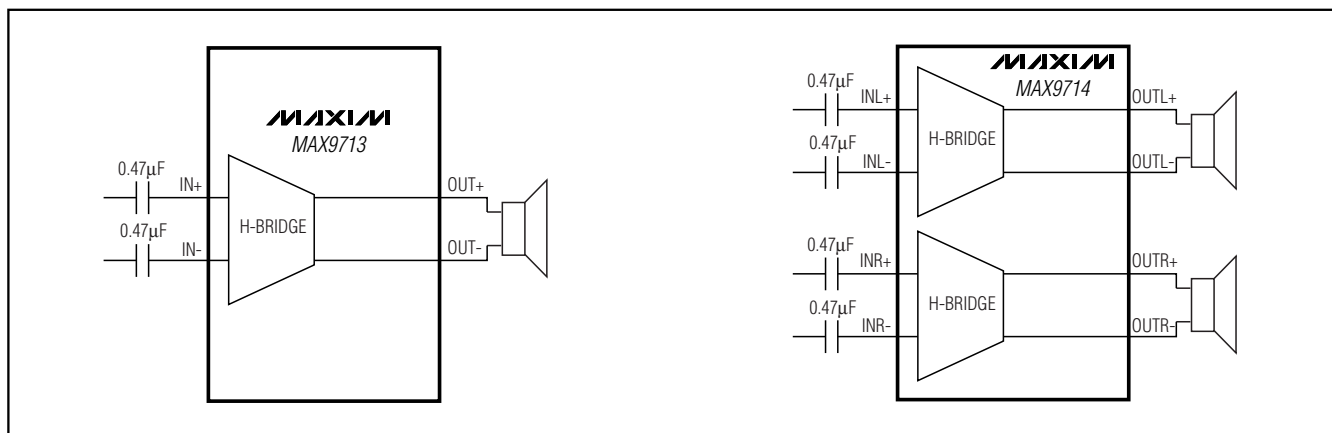 MAXIM
MAX9713
0.47µF
IN+
0.47µF
IN-
H-BRIDGE
OUT+
OUT-
MAXIM
MAX9714
0.47µF
INL+
0.47µF
INL-
H-BRIDGE
OUTL+
OUTL-
0.47µF
INR+
0.47µF
INR-
H-BRIDGE
OUTR+
OUTR-